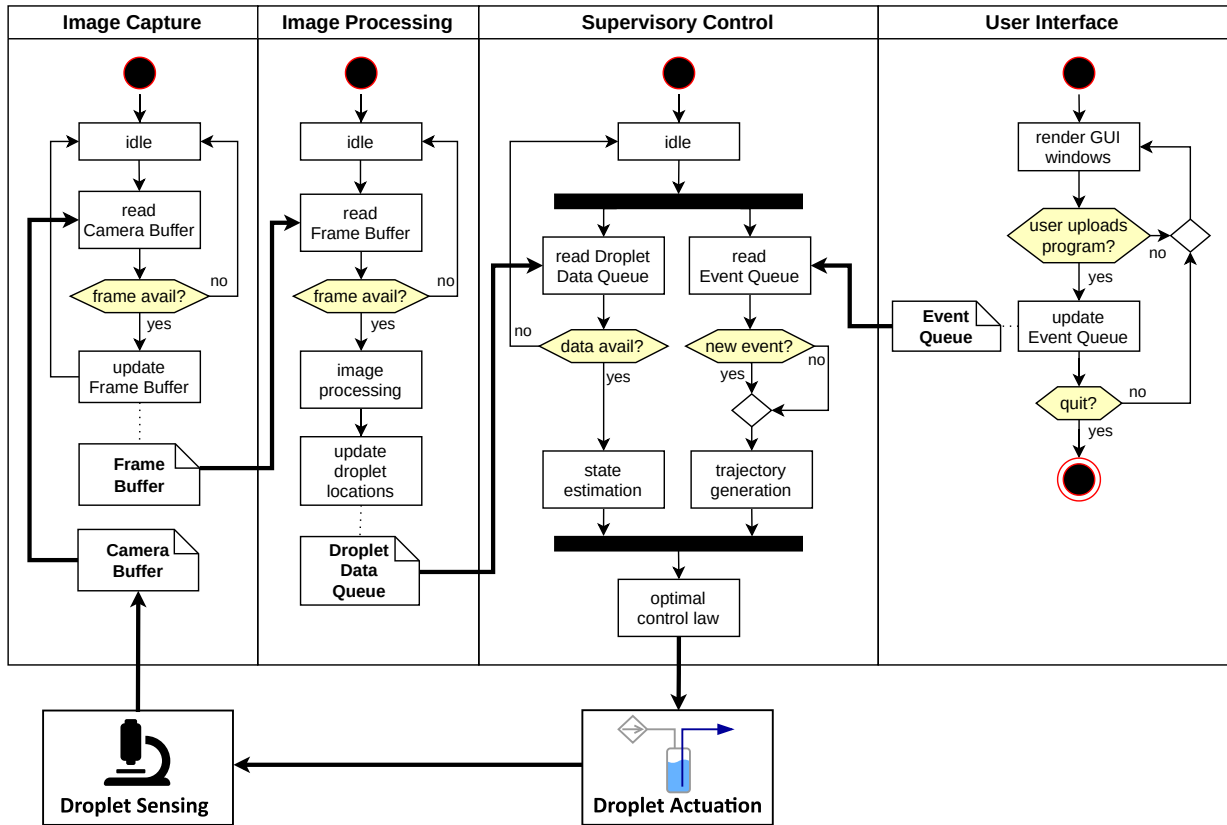 Image Capture
idle
read
Camera Buffer
frame avail?
no
yes
update
Frame Buffer
Frame
Buffer
Camera
Buffer
Image Processing
idle
read
Frame Buffer
frame avail?
no
yes
image
processing
update
droplet
locations
Droplet
Data
Queue
Supervisory Control
idle
read Droplet
Data Queue
data avail?
no
yes
state
estimation
read
Event Queue
new event?
yes
no
trajectory
generation
optimal
control law
User Interface
render GUI
windows
user uploads
program?
no
yes
update
Event Queue
Event
Queue
quit?
no
yes
Droplet Sensing
Droplet Actuation